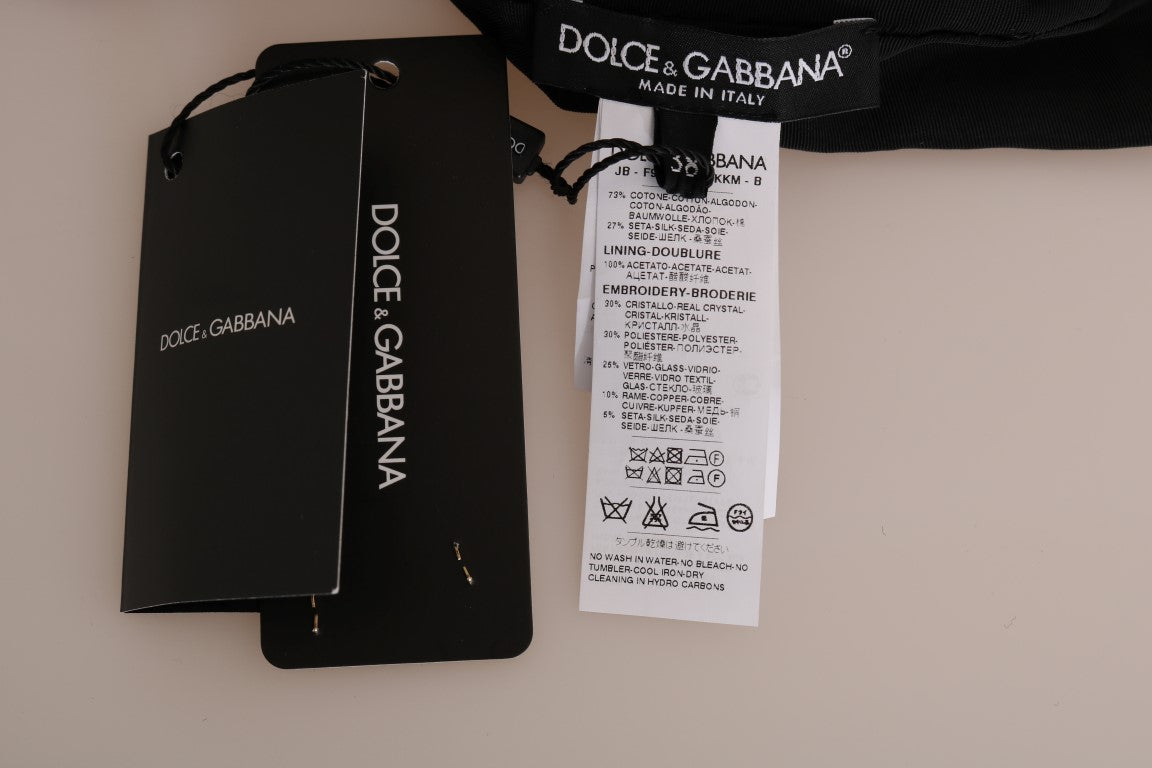 DOLCE & GABBANA®
MADE IN ITALY
DOLCE & GABBANA
DOLCE & GABBANA
38
BBANA
JB - F9 KKM - B
73% COTONE-COTTON-ALGODON-
COTON-ALGODÃO-
BAUMWOLLE-ХЛОПОК-棉
27% SETA-SILK-SEDA-SOIE-
SEIDE-ШЕЛК-桑蚕丝
LINING-DOUBLURE
100% ACETATO-ACETATE-ACETAT-
АЦЕТАТ-醋酯纤维
EMBROIDERY-BRODERIE
30% CRISTALLO-REAL CRYSTAL-
CRISTAL-KRISTALL-
КРИСТАЛЛ-水晶
30% POLIESTERE-POLYESTER-
POLIÉSTER-ПОЛИЭСТЕР-
聚酯纤维
25% VETRO-GLASS-VIDRIO-
VERRE-VIDRO TEXTIL-
GLAS-СТЕКЛО-玻璃
10% RAME-COPPER-COBRE-
CUIVRE-KUPFER-МЕДЬ-铜
5% SETA-SILK-SEDA-SOIE-
SEIDE-ШЕЛК-桑蚕丝
F
F
ドライ
タンブル乾燥は避けてください
NO WASH IN WATER-NO BLEACH-NO
TUMBLER-COOL IRON-DRY
CLEANING IN HYDRO CARBONS